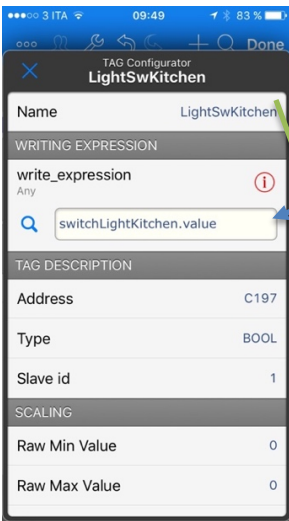 3 ITA 09:49 83 %
Done
TAG Configurator
LightSwKitchen
Name LightSwKitchen
WRITING EXPRESSION
write_expression
Any
switchLightKitchen.value
TAG DESCRIPTION
Address C197
Type BOOL
Slave id 1
SCALING
Raw Min Value 0
Raw Max Value 0